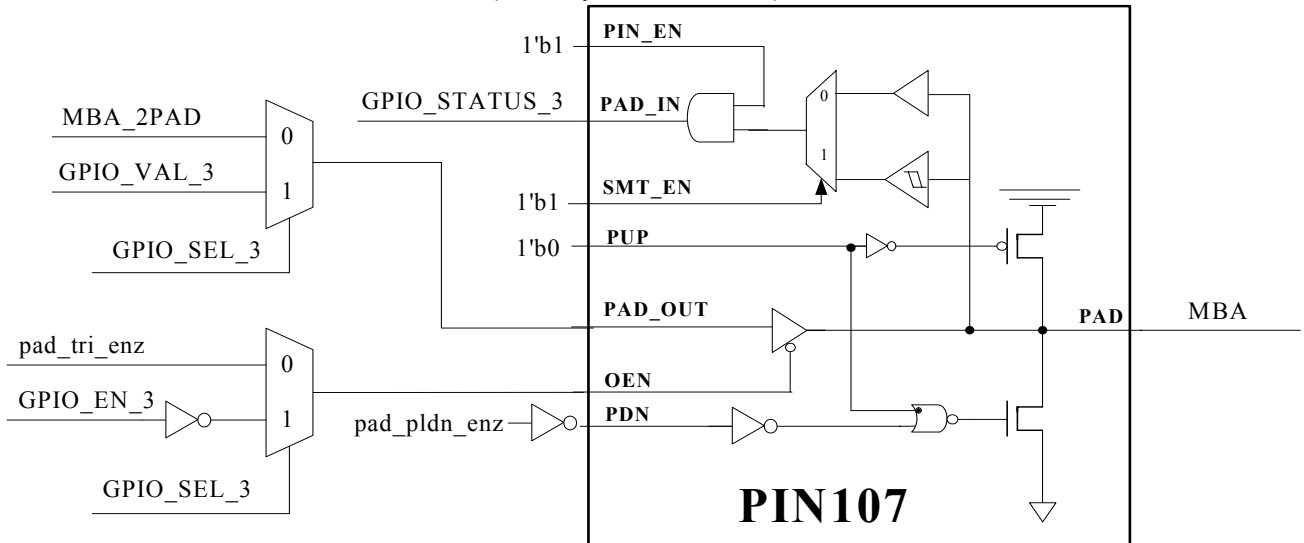 PIN_EN
1'b1
GPIO_STATUS_3
PAD_IN
MBA_2PAD
0
GPIO_VAL_3
1
GPIO_SEL_3
0
1
SMT_EN
1'b1
PUP
1'b0
PAD_OUT
PAD
MBA
pad_tri_enz
0
GPIO_EN_3
1
GPIO_SEL_3
OEN
pad_pldn_enz
PDN
PIN107